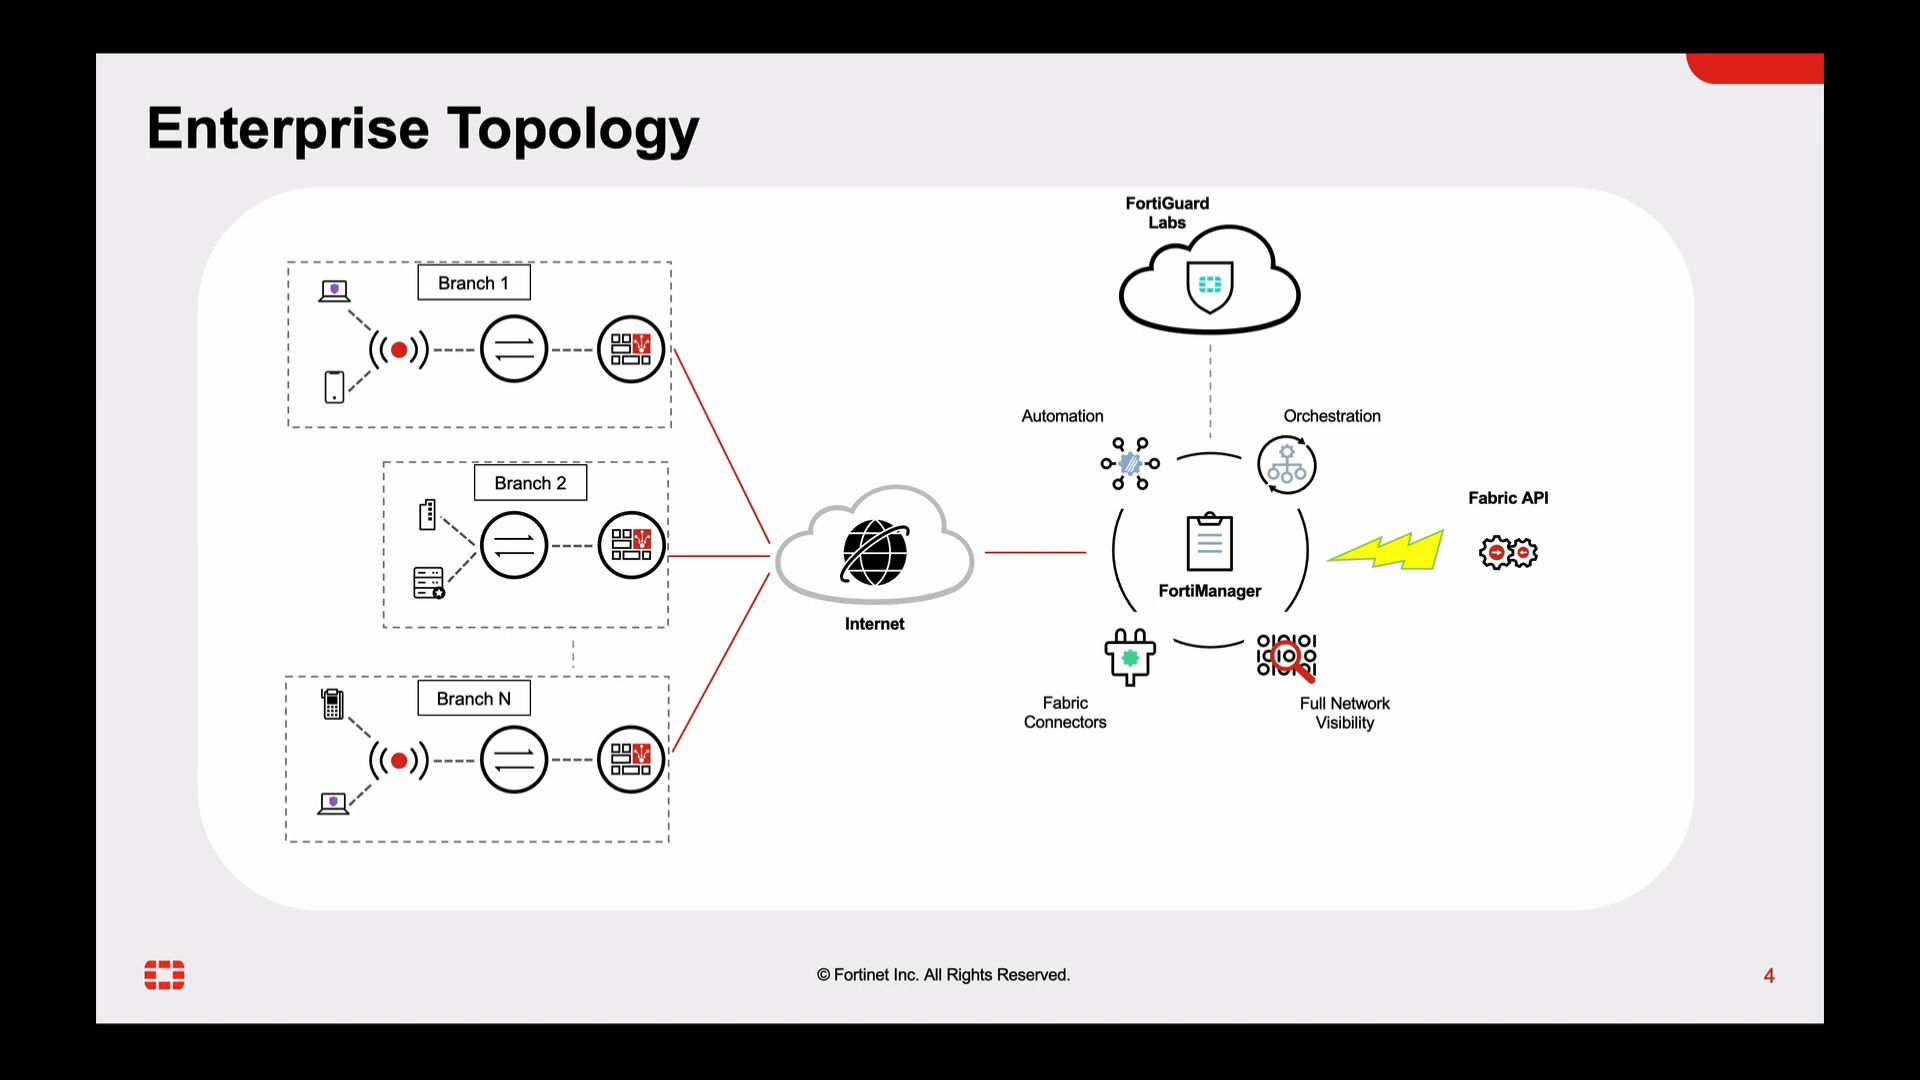 Enterprise Topology
FortiGuard
Labs
Branch 1
Automation
Orchestration
Branch 2
Fabric API
FortiManager
Internet
Branch N
Fabric
Connectors
Full Network
Visibility
© Fortinet Inc. All Rights Reserved.
4